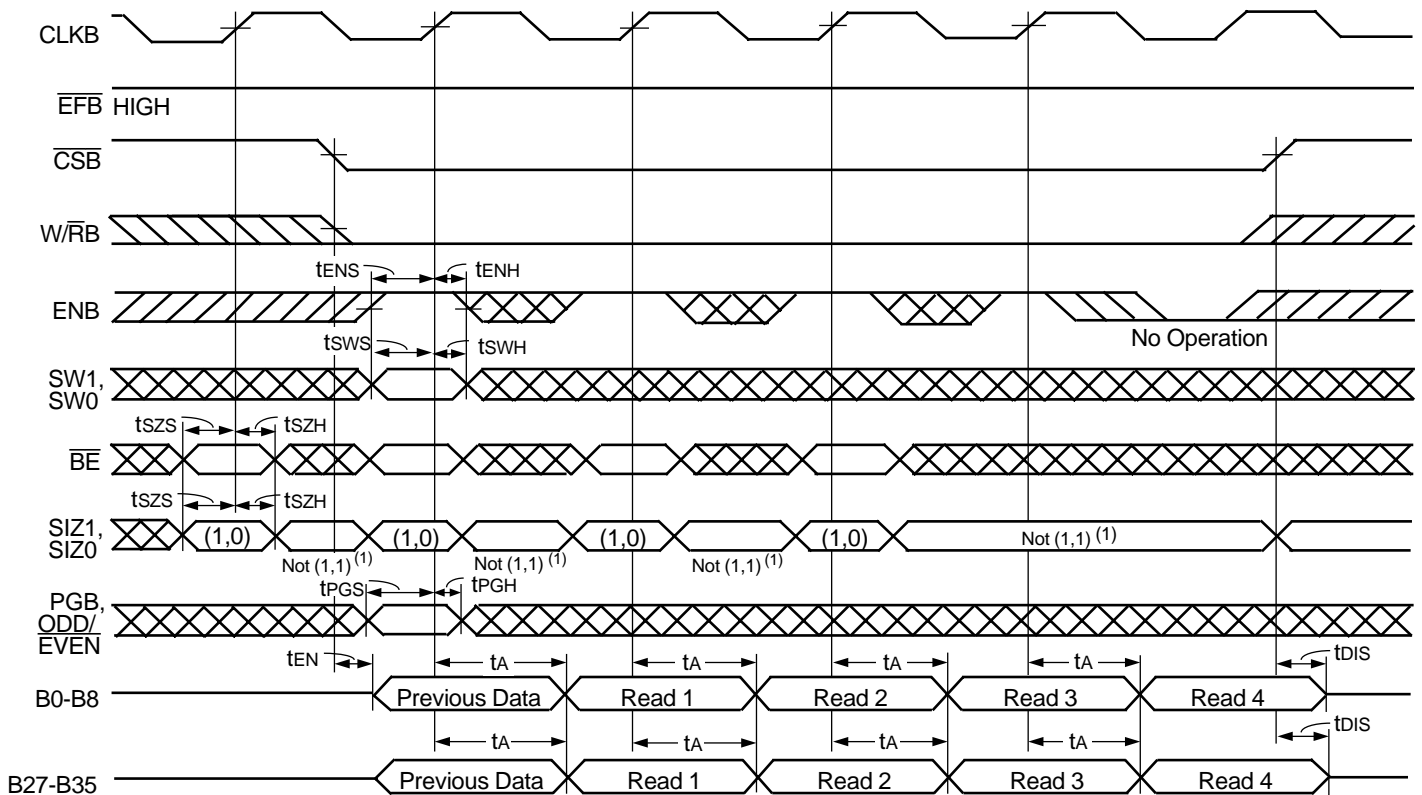 CLKB
EFB HIGH
CSB
W/RB
tENS tENH
ENB
No Operation
tSWS tSWH
SW1,
SW0
tSZS tSZH
BE
tSZS tSZH
SIZ1,
SIZ0
(1,0) (1,0) (1,0) (1,0) Not (1,1) (1)
Not (1,1) (1) Not (1,1) (1) Not (1,1) (1)
tPGS tPGH
PGB,
ODD/
EVEN
tEN tA tA tA tA tDIS
B0-B8 Previous Data Read 1 Read 2 Read 3 Read 4
tA tA tA tA tDIS
B27-B35 Previous Data Read 1 Read 2 Read 3 Read 4